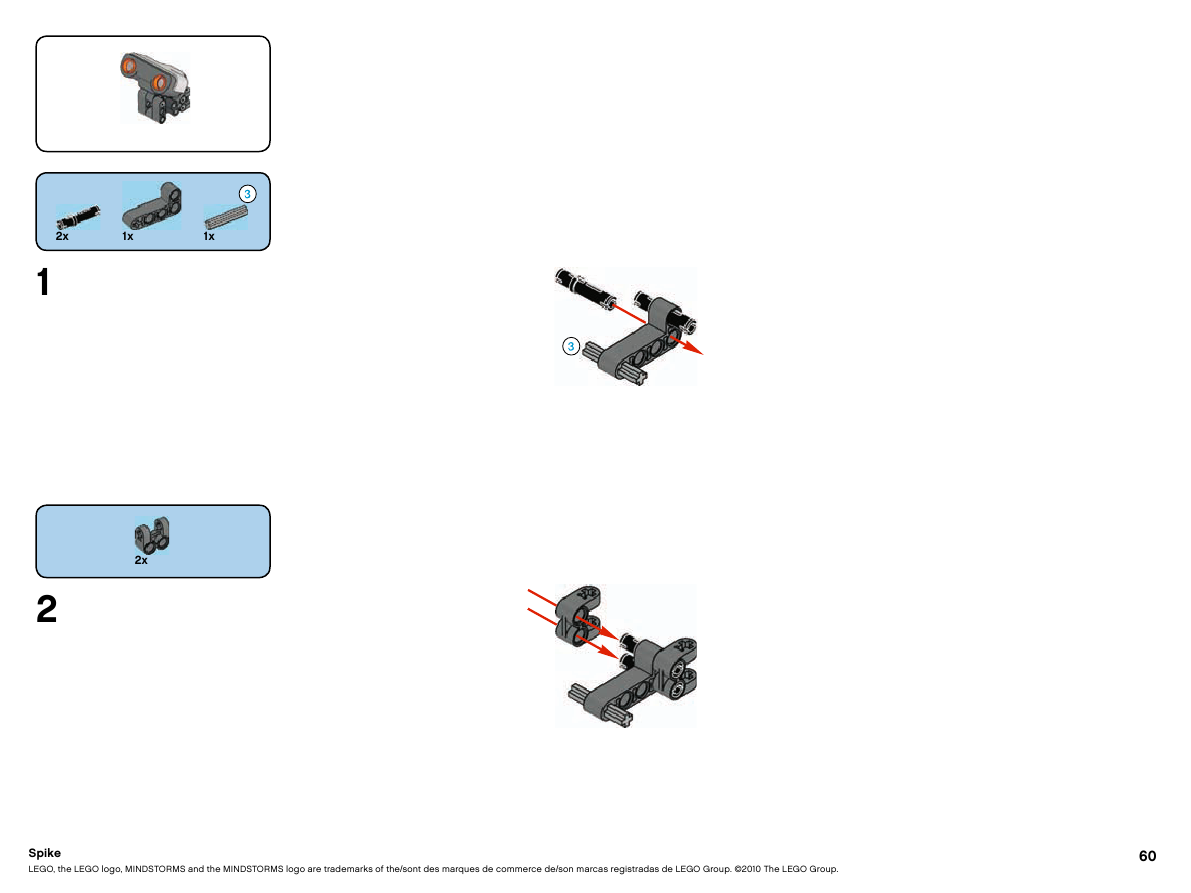 3
2x 1x 1x
1
3
2x
2
Spike
60
LEGO, the LEGO logo, MINDSTORMS and the MINDSTORMS logo are trademarks of the/sont des marques de commerce de/son marcas registradas de LEGO Group. ©2010 The LEGO Group.